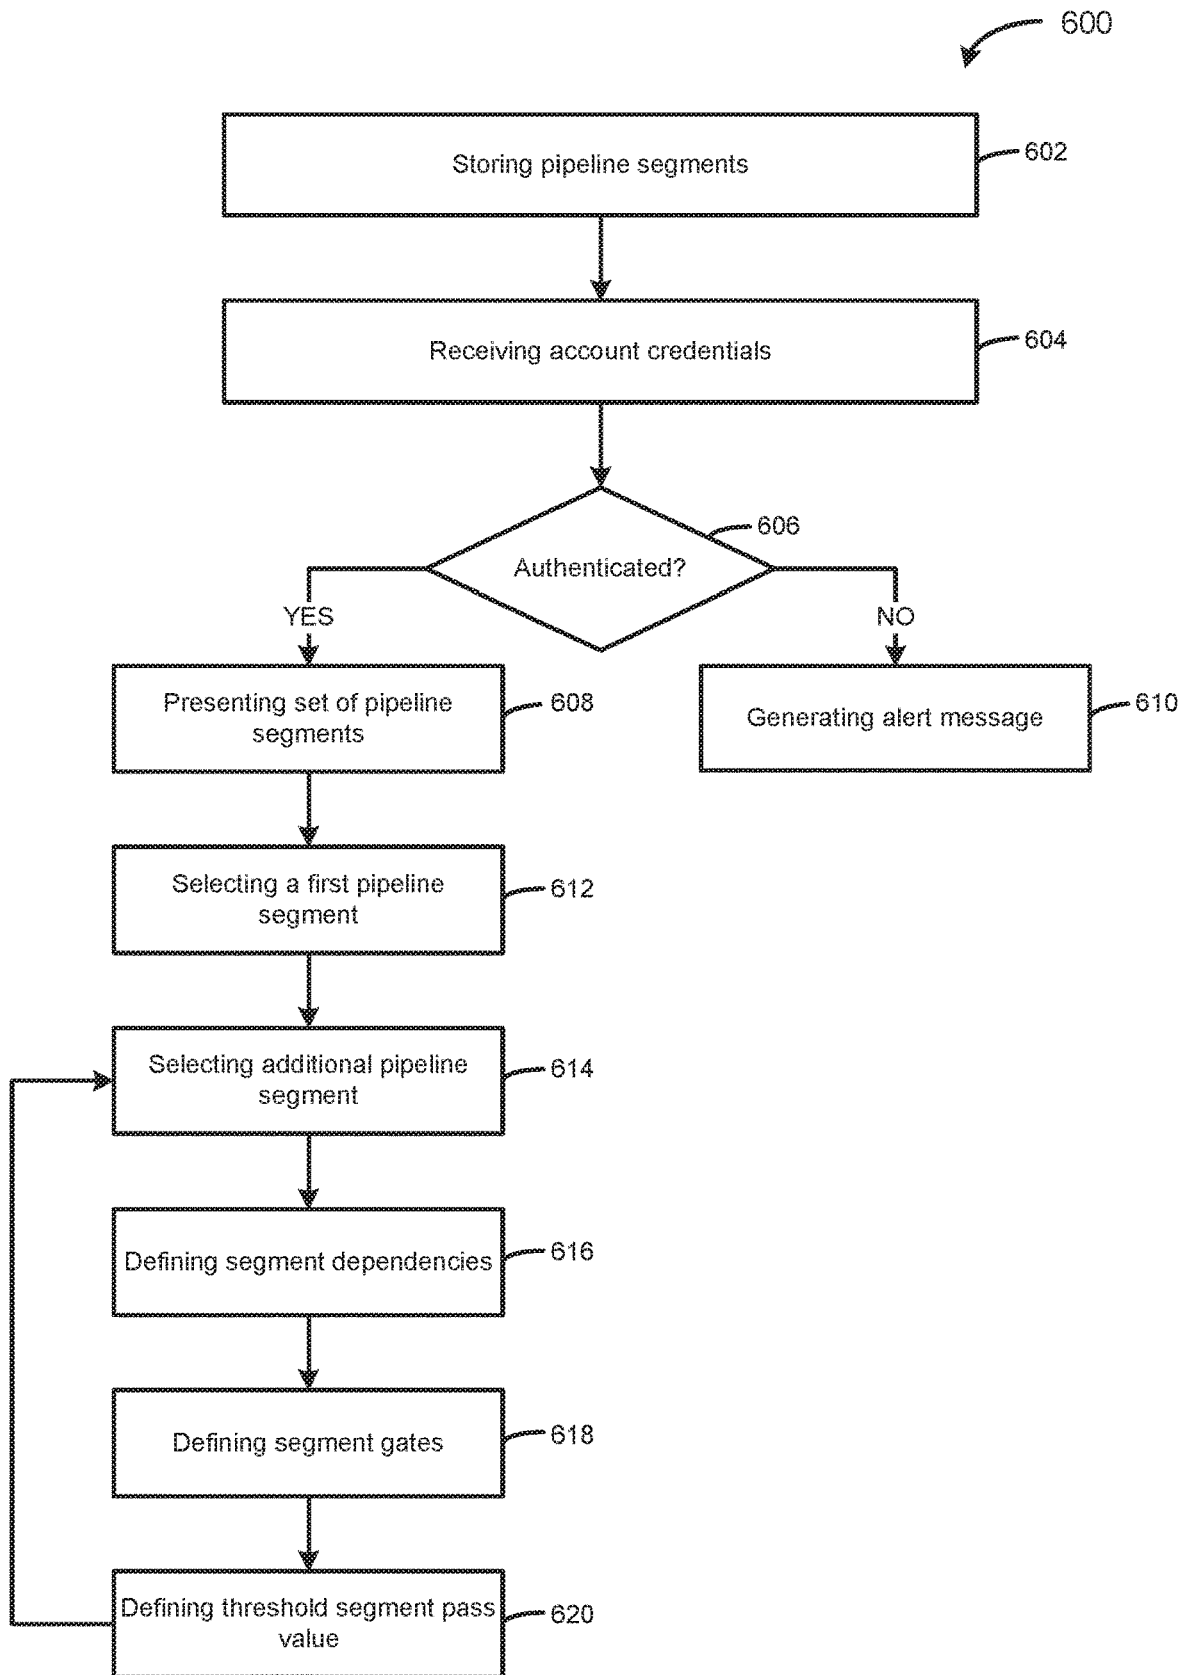 600
Storing pipeline segments
602
Receiving account credentials
604
606
Authenticated?
YES
NO
Presenting set of pipeline
segments
608
Generating alert message
610
Selecting a first pipeline
segment
612
Selecting additional pipeline
segment
614
Defining segment dependencies
616
Defining segment gates
618
Defining threshold segment pass
value
620